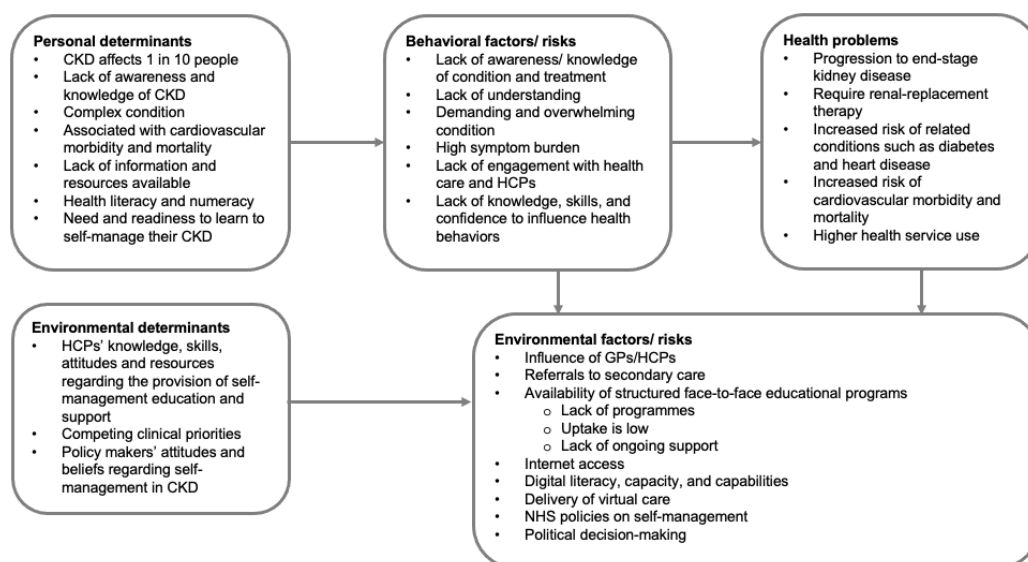 Personal determinants
• CKD affects 1 in 10 people
• Lack of awareness and
knowledge of CKD
• Complex condition
• Associated with cardiovascular
morbidity and mortality
• Lack of information and
resources available
• Health literacy and numeracy
• Need and readiness to learn to
self-manage their CKD
Behavioral factors/ risks
• Lack of awareness/ knowledge
of condition and treatment
• Lack of understanding
• Demanding and overwhelming
condition
• High symptom burden
• Lack of engagement with health
care and HCPs
• Lack of knowledge, skills, and
confidence to influence health
behaviors
Health problems
• Progression to end-stage
kidney disease
• Require renal-replacement
therapy
• Increased risk of related
conditions such as diabetes
and heart disease
• Increased risk of
cardiovascular morbidity and
mortality
• Higher health service use
Environmental determinants
• HCPs’ knowledge, skills,
attitudes and resources
regarding the provision of self-
management education and
support
• Competing clinical priorities
• Policy makers’ attitudes and
beliefs regarding self-
management in CKD
Environmental factors/ risks
• Influence of GPs/HCPs
• Referrals to secondary care
• Availability of structured face-to-face educational programs
o Lack of programmes
o Uptake is low
o Lack of ongoing support
• Internet access
• Digital literacy, capacity, and capabilities
• Delivery of virtual care
• NHS policies on self-management
• Political decision-making